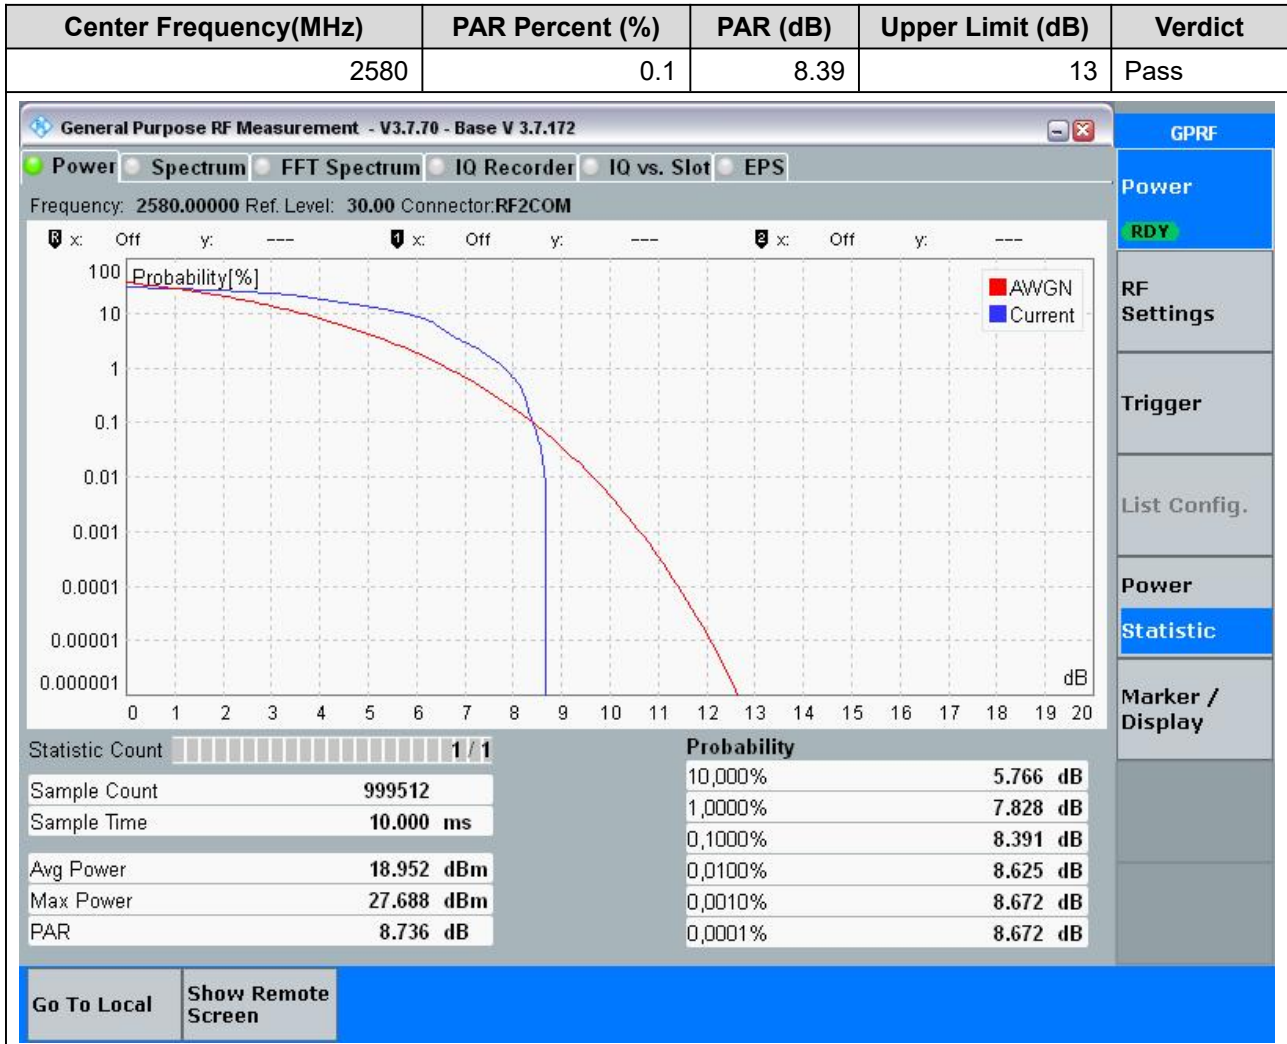 Center Frequency(MHz) PAR Percent (%) PAR (dB) Upper Limit (dB) Verdict
2580 0.1 8.39 13 Pass
General Purpose RF Measurement - V3.7.70 - Base V 3.7.172
GPRF
Power Spectrum FFT Spectrum IQ Recorder IQ vs. Slot EPS
Power
RDY
Frequency: 2580.00000 Ref. Level: 30.00 Connector:RF2COM
R x: Off y: --- 1 x: Off y: --- 2 x: Off y: ---
Probability[%]
AWGN
Current
100
10
1
0.1
0.01
0.001
0.0001
0.00001
0.000001
dB
0 1 2 3 4 5 6 7 8 9 10 11 12 13 14 15 16 17 18 19 20
RF
Settings
Trigger
List Config.
Power
Statistic
Marker /
Display
Statistic Count 1 / 1
Sample Count 999512
Sample Time 10.000 ms
Avg Power 18.952 dBm
Max Power 27.688 dBm
PAR 8.736 dB
Probability
10,000% 5.766 dB
1,0000% 7.828 dB
0,1000% 8.391 dB
0,0100% 8.625 dB
0,0010% 8.672 dB
0,0001% 8.672 dB
Go To Local
Show Remote
Screen